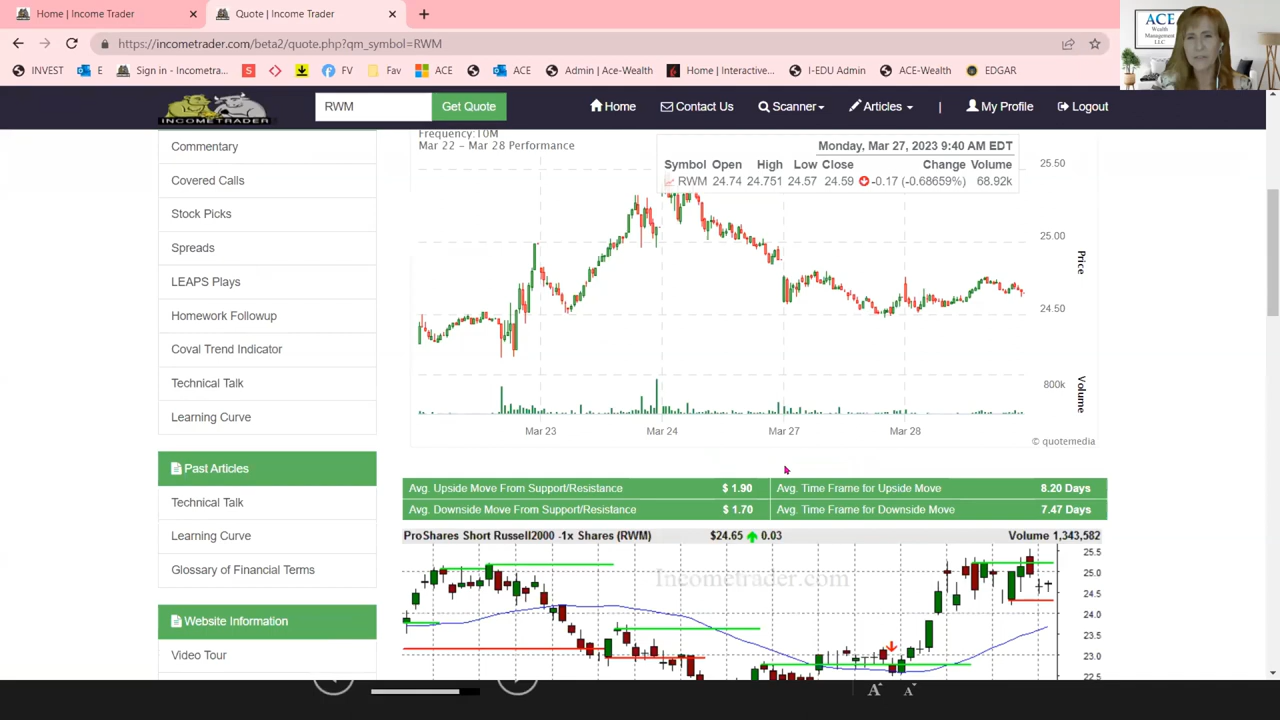 Home | Income Trader
Quote | Income Trader
https://incometrader.com/beta2/quote.php?qm_symbol=RWM
INVEST
E
Sign in - Incometra...
FV
Fav
ACE
ACE
Admin | Ace-Wealth
Home | Interactive...
I-EDU Admin
ACE-Wealth
EDGAR
ACE
Wealth
Management
LLC
INCOMETRADER
RWM
Get Quote
Home
Contact Us
Scanner
Articles
|
My Profile
Logout
Commentary
Covered Calls
Stock Picks
Spreads
LEAPS Plays
Homework Followup
Coval Trend Indicator
Technical Talk
Learning Curve
Past Articles
Technical Talk
Learning Curve
Glossary of Financial Terms
Website Information
Video Tour
Frequency:10M
Mar 22 - Mar 28 Performance
Monday, Mar 27, 2023 9:40 AM EDT
Symbol Open High Low Close Change Volume
RWM 24.74 24.751 24.57 24.59 -0.17 (-0.68659%) 68.92k
25.50
25.00
24.50
Price
800k
Volume
Mar 23 Mar 24 Mar 27 Mar 28
© quotemedia
Avg. Upside Move From Support/Resistance $ 1.90 Avg. Time Frame for Upside Move 8.20 Days
Avg. Downside Move From Support/Resistance $ 1.70 Avg. Time Frame for Downside Move 7.47 Days
ProShares Short Russell2000 -1x Shares (RWM) $24.65 0.03 Volume 1,343,582
Incometrader.com
25.5
25.0
24.5
24.0
23.5
23.0
22.5
A A